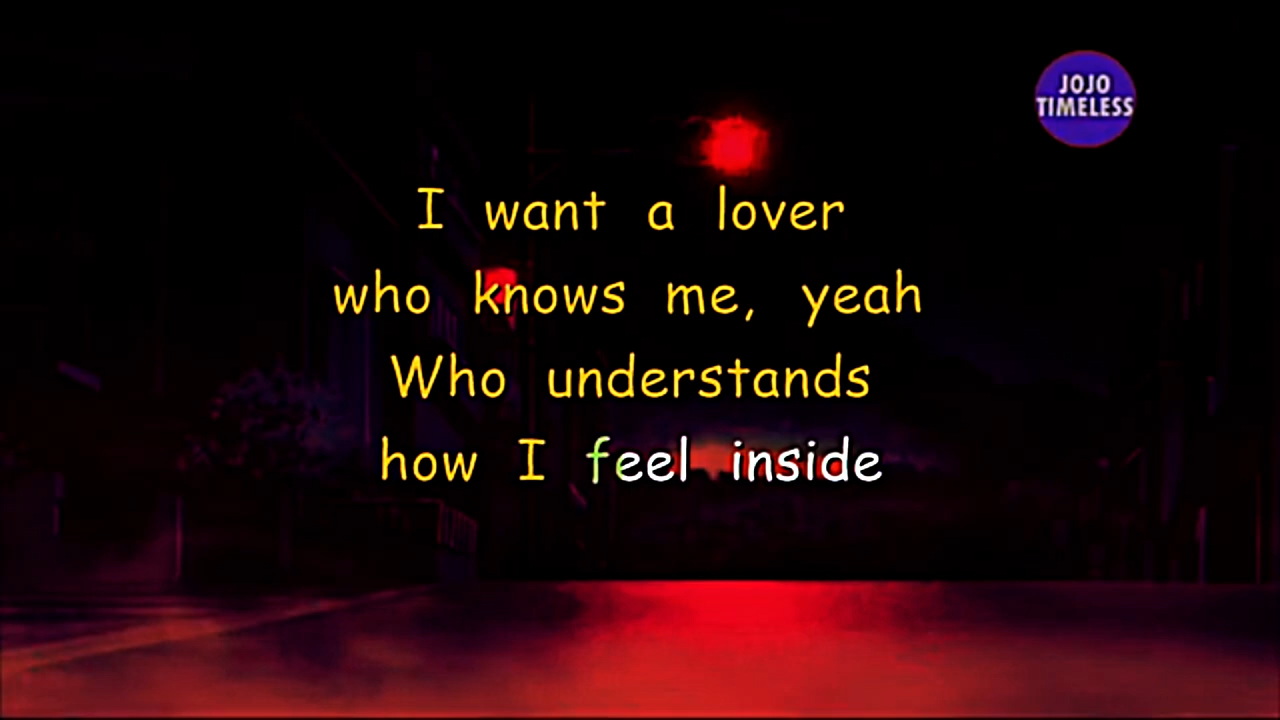 JOJO
TIMELESS
I want a lover
who knows me, yeah
Who understands
how I feel inside